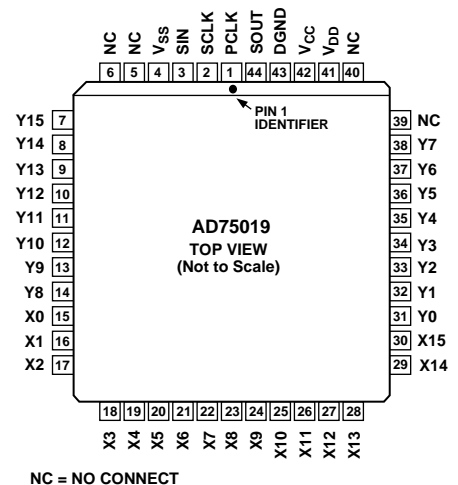 NC NC VSS SIN SCLK PCLK SOUT DGND VCC VDD NC
6 5 4 3 2 1 44 43 42 41 40
PIN 1
IDENTIFIER
Y15 7
Y14 8
Y13 9
Y12 10
Y11 11
Y10 12
Y9 13
Y8 14
X0 15
X1 16
X2 17
AD75019
TOP VIEW
(Not to Scale)
39 NC
38 Y7
37 Y6
36 Y5
35 Y4
34 Y3
33 Y2
32 Y1
31 Y0
30 X15
29 X14
18 19 20 21 22 23 24 25 26 27 28
X3 X4 X5 X6 X7 X8 X9 X10 X11 X12 X13
NC = NO CONNECT